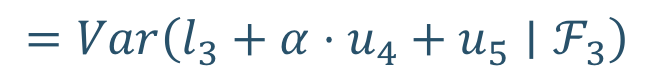 = Var(l₃ + α · u₄ + u₅ | ℱ₃)